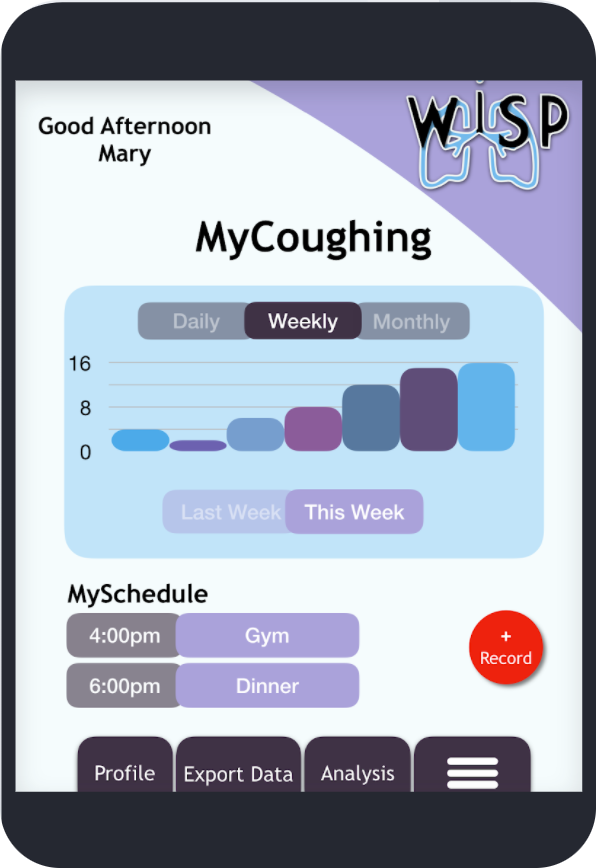 Good Afternoon
Mary
WiSP
MyCoughing
Daily Weekly Monthly
16
8
0
Last Week This Week
MySchedule
4:00pm Gym
6:00pm Dinner
+
Record
Profile Export Data Analysis